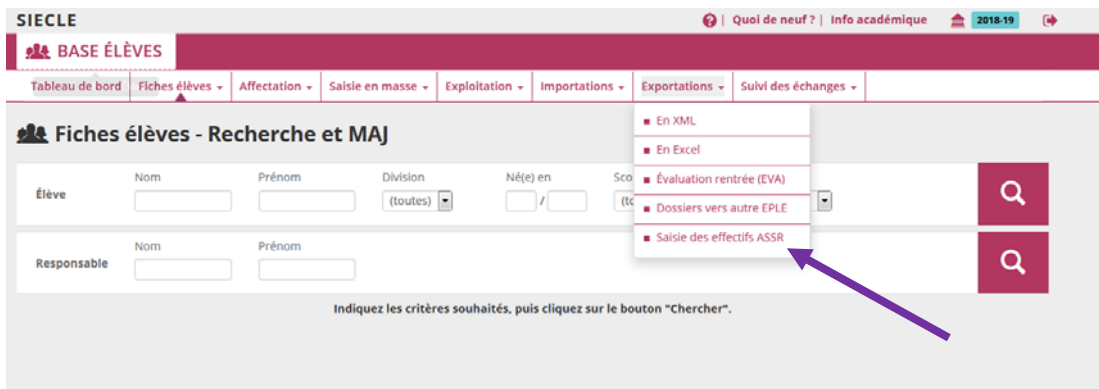 SIECLE
Quoi de neuf ? | Info académique 2018-19
BASE ÉLÈVES
Tableau de bord Fiches élèves Affectation Saisie en masse Exploitation Importations Exportations Suivi des échanges
En XML
En Excel
Évaluation rentrée (EVA)
Dossiers vers autre EPLE
Saisie des effectifs ASSR
Fiches élèves - Recherche et MAJ
Nom Prénom Division Né(e) en
Élève (toutes) /
Nom Prénom
Responsable
Indiquez les critères souhaités, puis cliquez sur le bouton "Chercher".